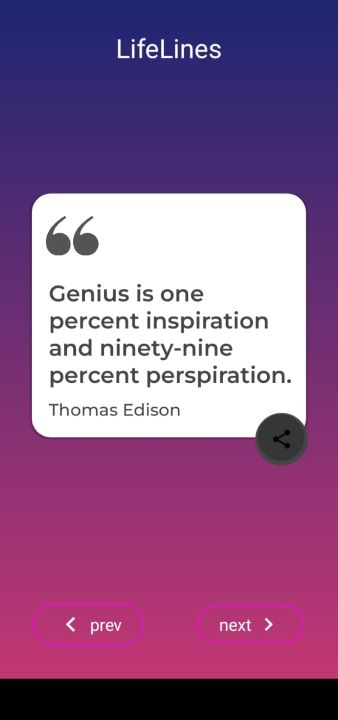 LifeLines
Genius is one
percent inspiration
and ninety-nine
percent perspiration.
Thomas Edison
prev
next